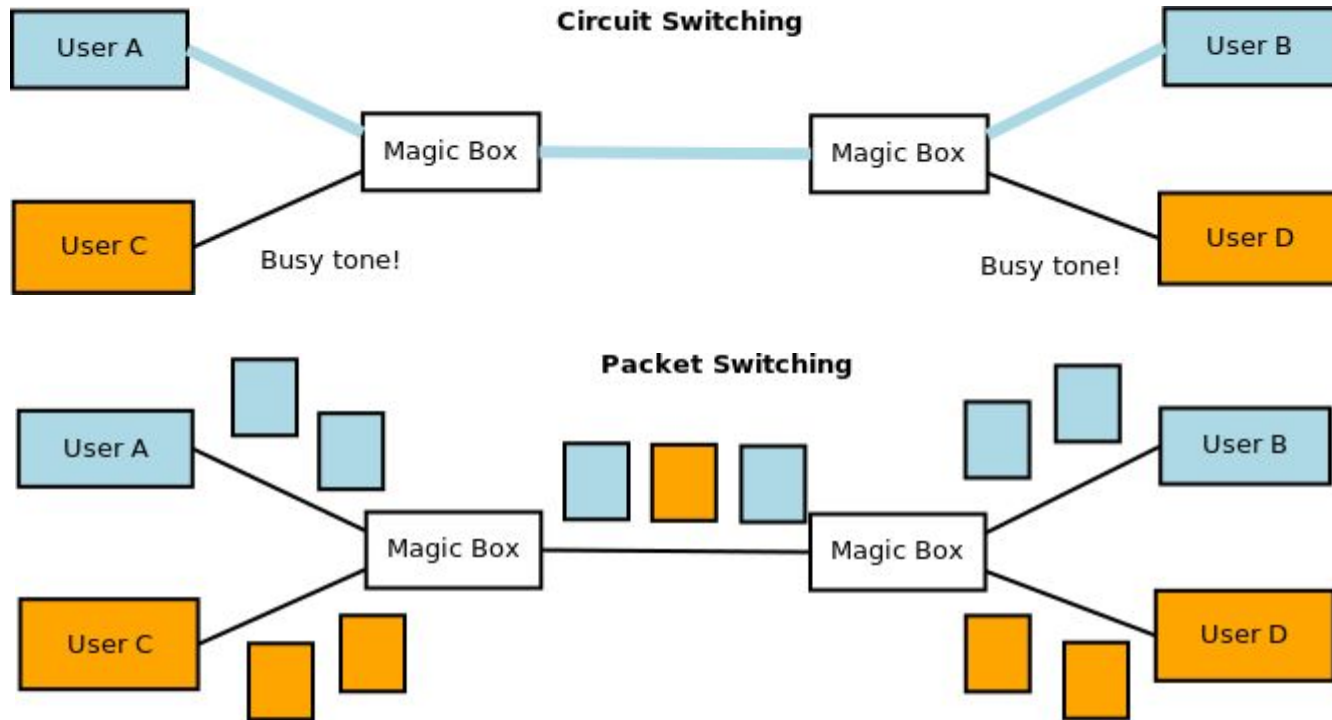 Circuit Switching
User A
User B
Magic Box
Magic Box
User C
User D
Busy tone!
Busy tone!
Packet Switching
User A
User B
Magic Box
Magic Box
User C
User D